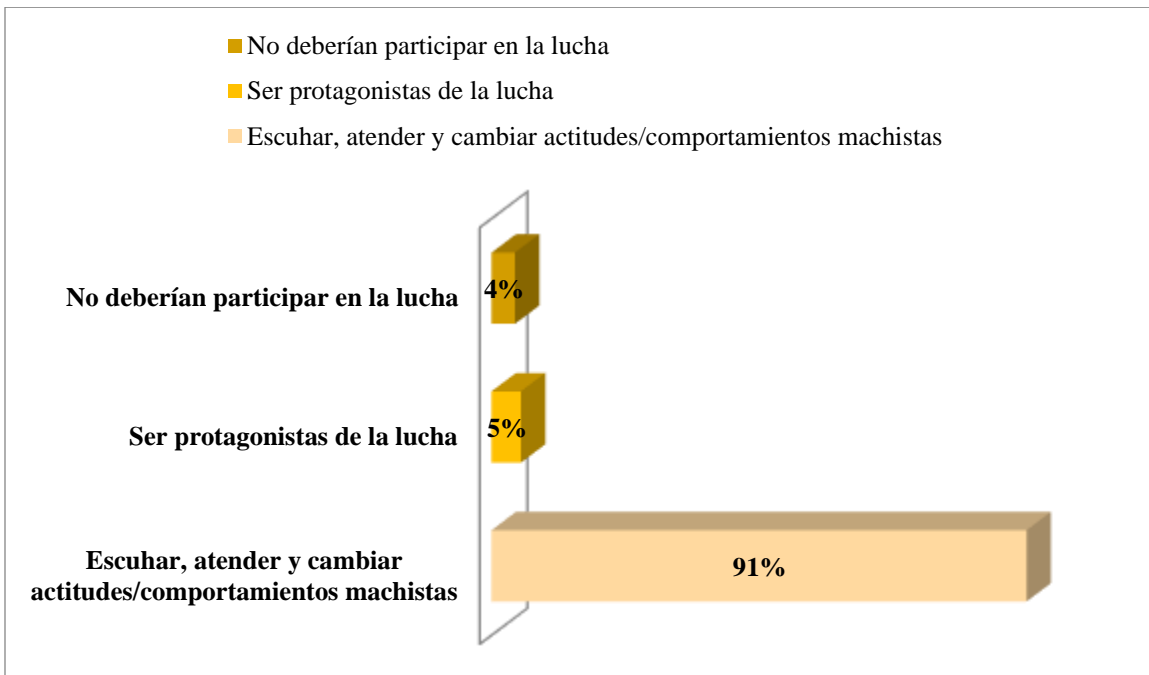 No deberían participar en la lucha
Ser protagonistas de la lucha
Escuhar, atender y cambiar actitudes/comportamientos machistas
No deberían participar en la lucha
4%
Ser protagonistas de la lucha
5%
Escuhar, atender y cambiar
actitudes/comportamientos machistas
91%